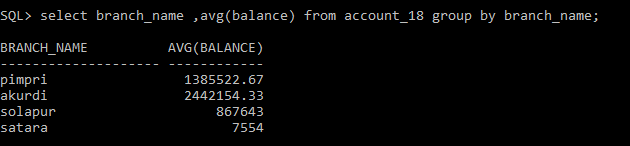 SQL> select branch_name ,avg(balance) from account_18 group by branch_name;
BRANCH_NAME          AVG(BALANCE)
-------------------- ------------
pimpri                 1385522.67
akurdi                 2442154.33
solapur                    867643
satara                       7554